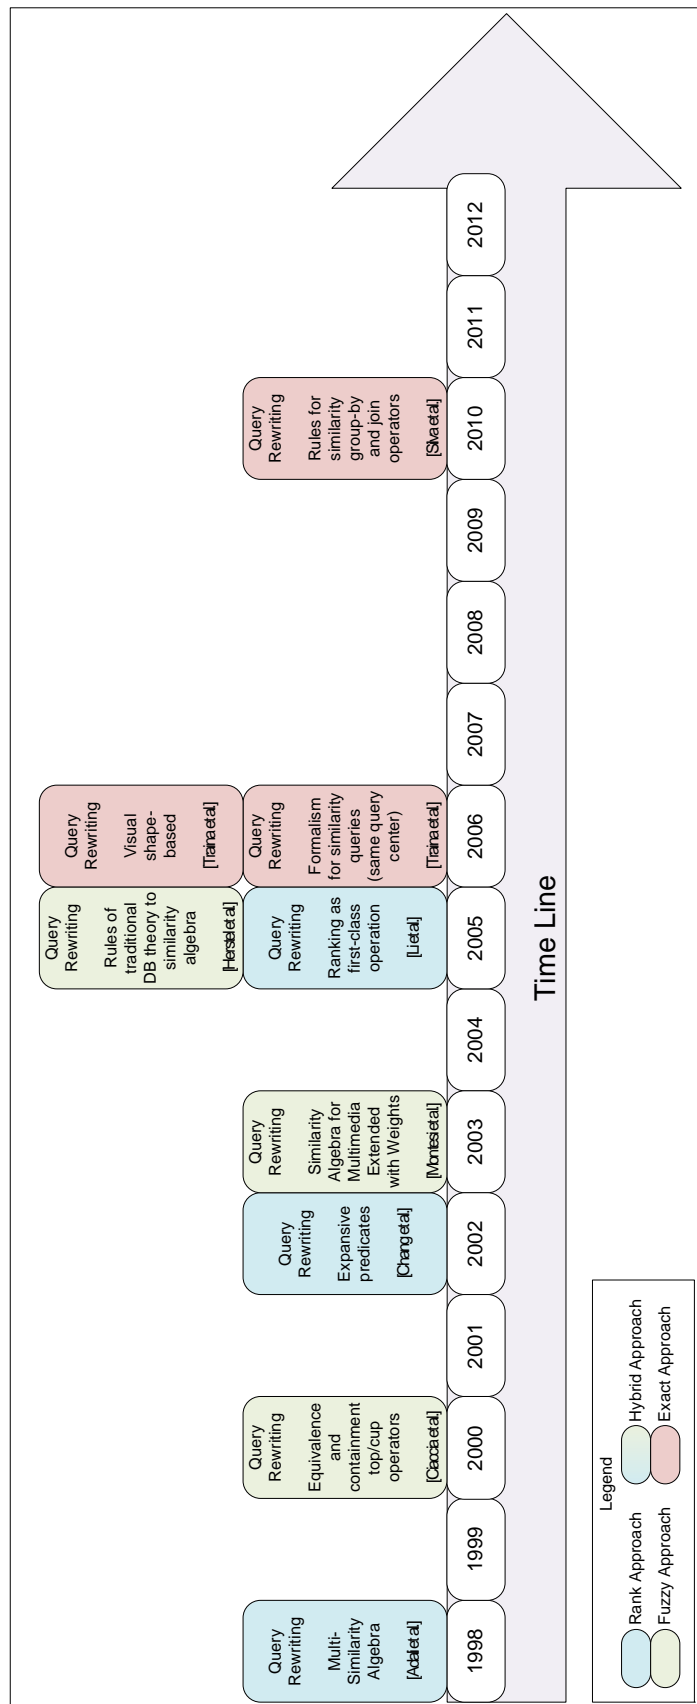 Query
Rewriting
Visual
shape-
based
[Traina et al.]
Query
Rewriting
Rules of
traditional
DB theory to
similarity
algebra
Query
Rewriting
Multi-
Similarity
Algebra
[Adali et al.]
Query
Rewriting
Equivalence
and
containment
top/cup
operators
[Ciaccia et al.]
Query
Rewriting
Expansive
predicates
[Chang et al.]
Query
Rewriting
Similarity
Algebra for
Multimedia
Extended
with Weights
[Montesi et al.]
Query
Rewriting
Ranking as
first-class
operation
[Li et al.]
Query
Rewriting
Formalism
for similarity
queries
(same query
center)
[Traina et al.]
Query
Rewriting
Rules for
similarity
group-by
and join
operators
[Silva et al.]
1998
1999
2000
2001
2002
2003
2004
2005
2006
2007
2008
2009
2010
2011
2012
Time Line
Legend
Rank Approach
Hybrid Approach
Fuzzy Approach
Exact Approach